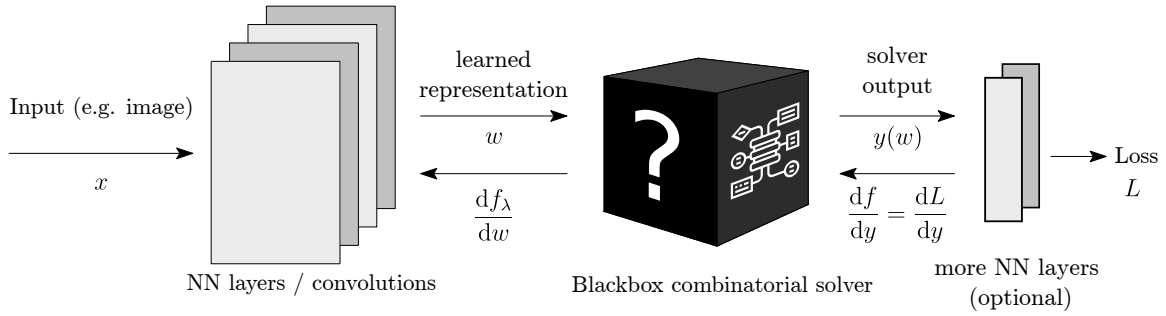 Input (e.g. image)
x
NN layers / convolutions
learned
representation
w
df_λ
dw
?
Blackbox combinatorial solver
solver
output
y(w)
df/dy = dL/dy
more NN layers
(optional)
Loss
L